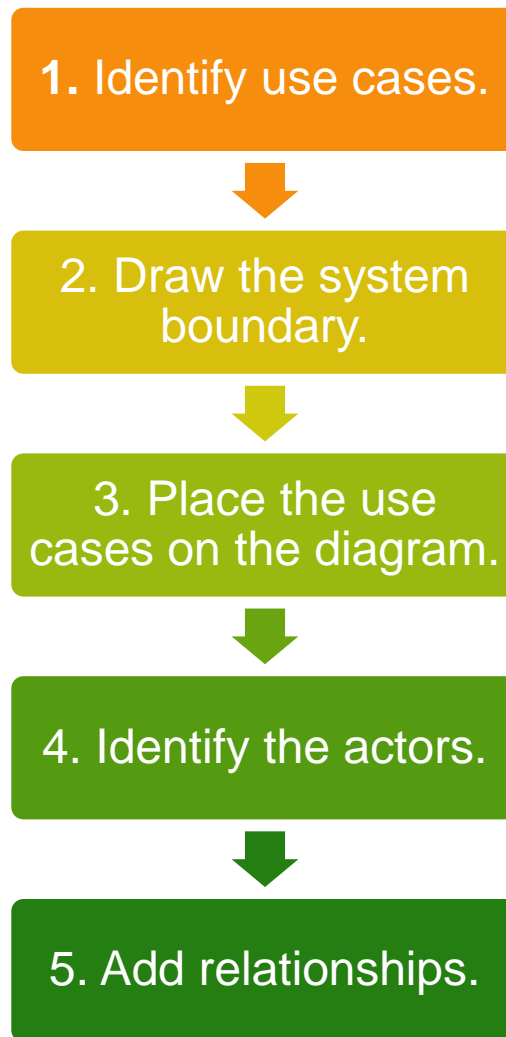 1. Identify use cases.
2. Draw the system
boundary.
3. Place the use
cases on the diagram.
4. Identify the actors.
5. Add relationships.